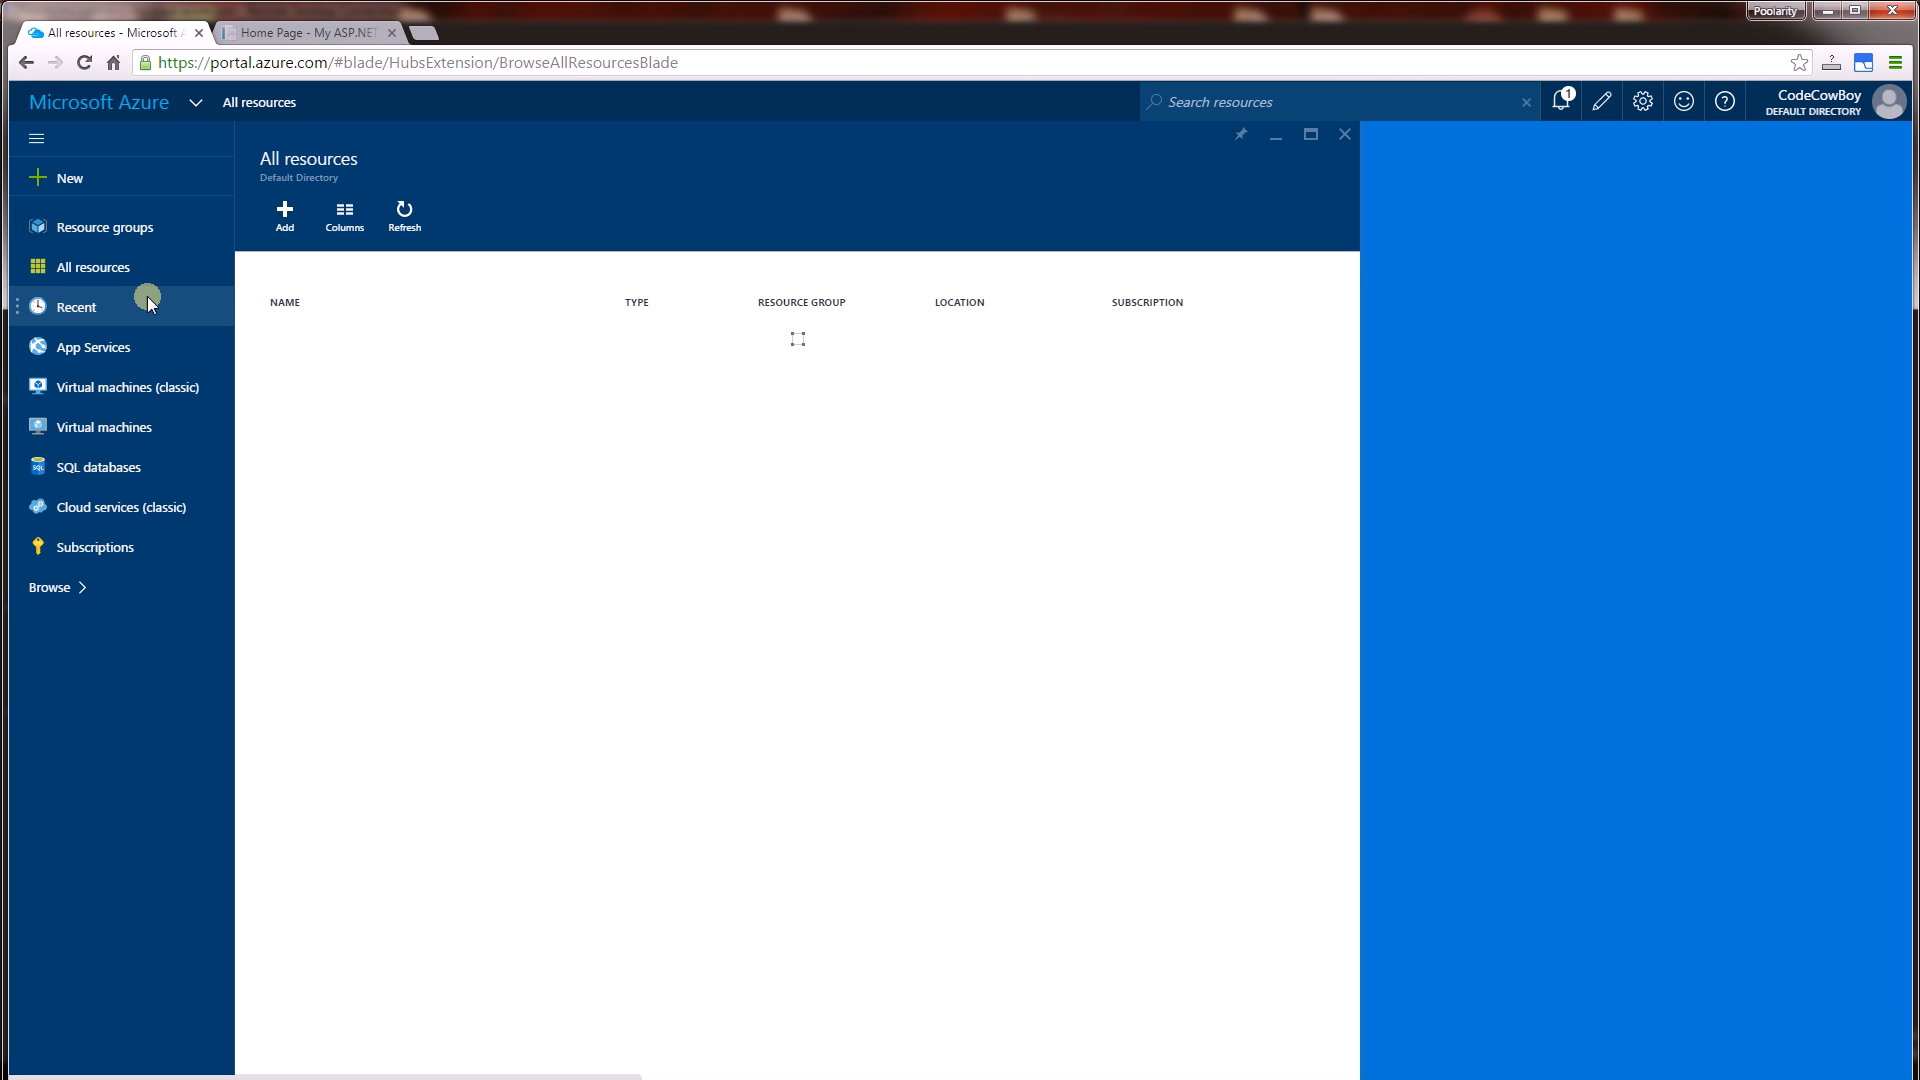 Poolarity
All resources - Microsoft A
Home Page - My ASP.NET
https://portal.azure.com/#blade/HubsExtension/BrowseAllResourcesBlade
Microsoft Azure All resources
Search resources
1
CodeCowBoy
DEFAULT DIRECTORY
New
Resource groups
All resources
Recent
App Services
Virtual machines (classic)
Virtual machines
SQL databases
Cloud services (classic)
Subscriptions
Browse
All resources
Default Directory
Add Columns Refresh
NAME TYPE RESOURCE GROUP LOCATION SUBSCRIPTION